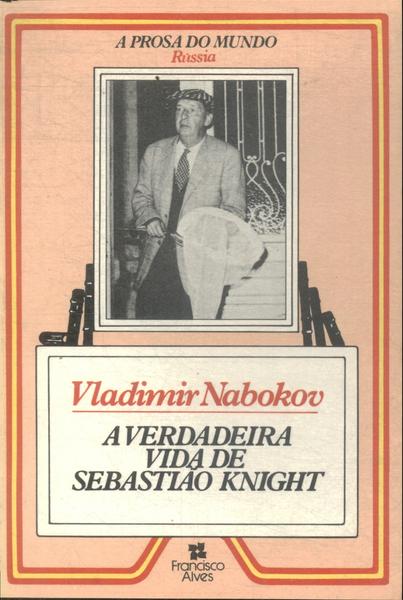 A PROSA DO MUNDO
Rússia
Vladimir Nabokov
A VERDADEIRA
VIDA DE
SEBASTIÃO KNIGHT
Francisco
Alves